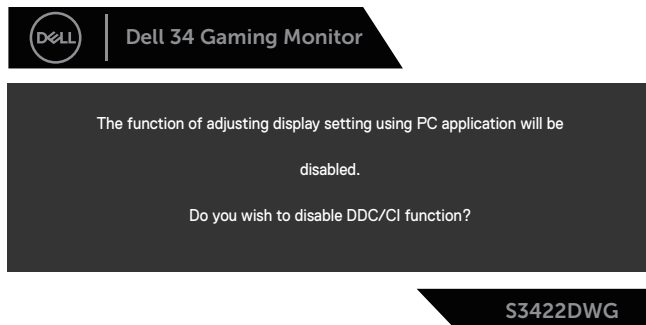 DELL
Dell 34 Gaming Monitor
The function of adjusting display setting using PC application will be
disabled.
Do you wish to disable DDC/CI function?
S3422DWG